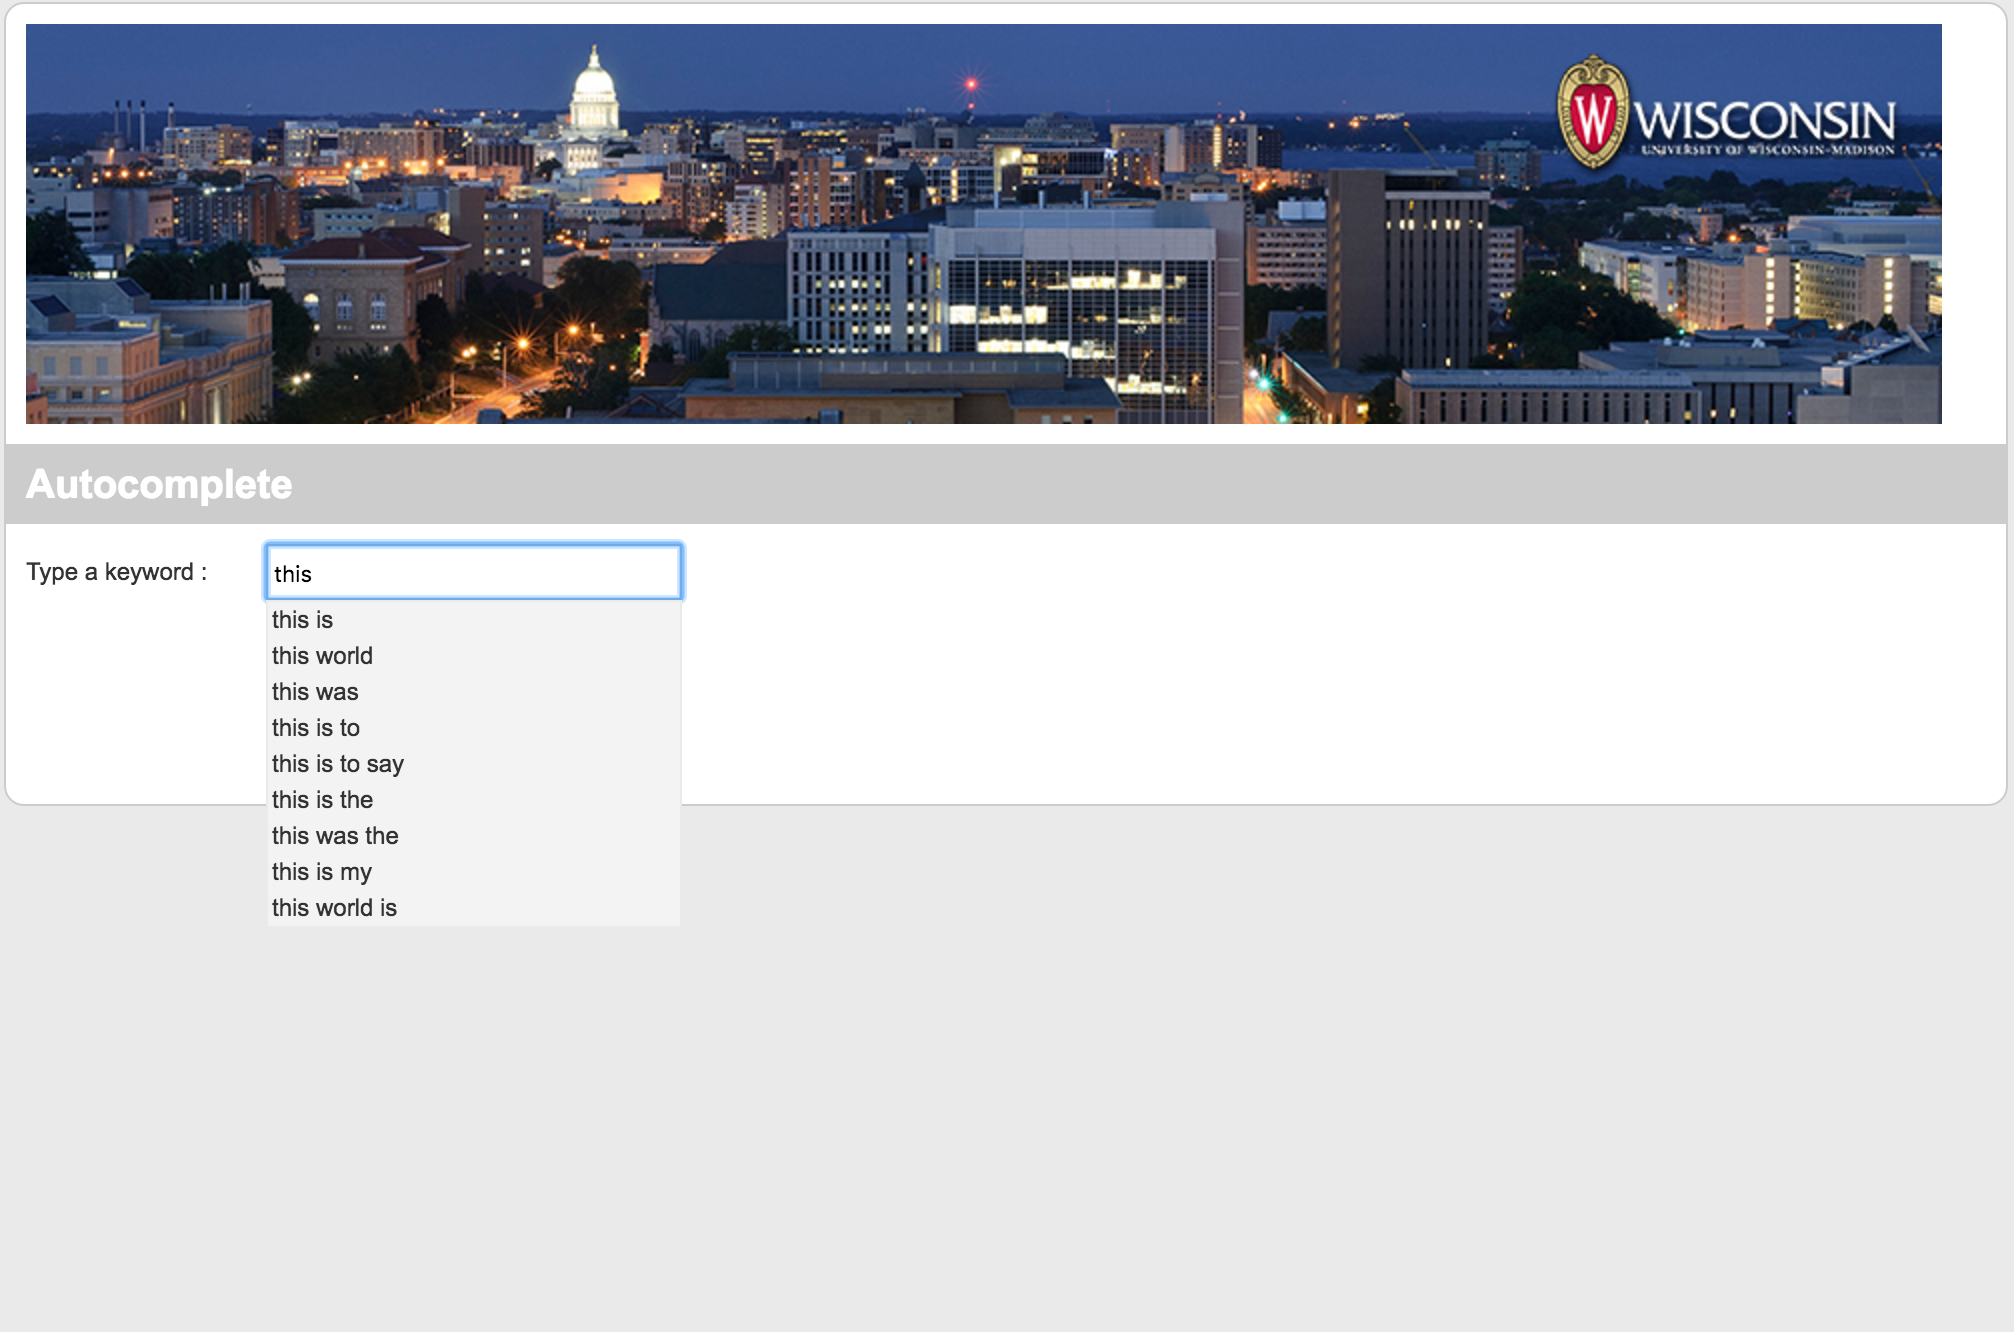 W
WISCONSIN
UNIVERSITY OF WISCONSIN-MADISON
Autocomplete
Type a keyword :
this
this is
this world
this was
this is to
this is to say
this is the
this was the
this is my
this world is